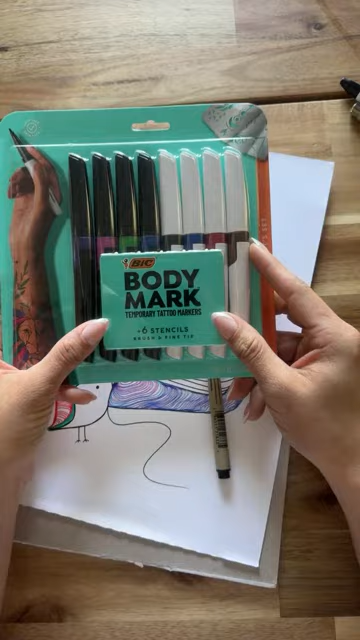 BIC
BODY
MARK
TEMPORARY TATTOO MARKERS
+6 STENCILS
BRUSH & FINE TIP